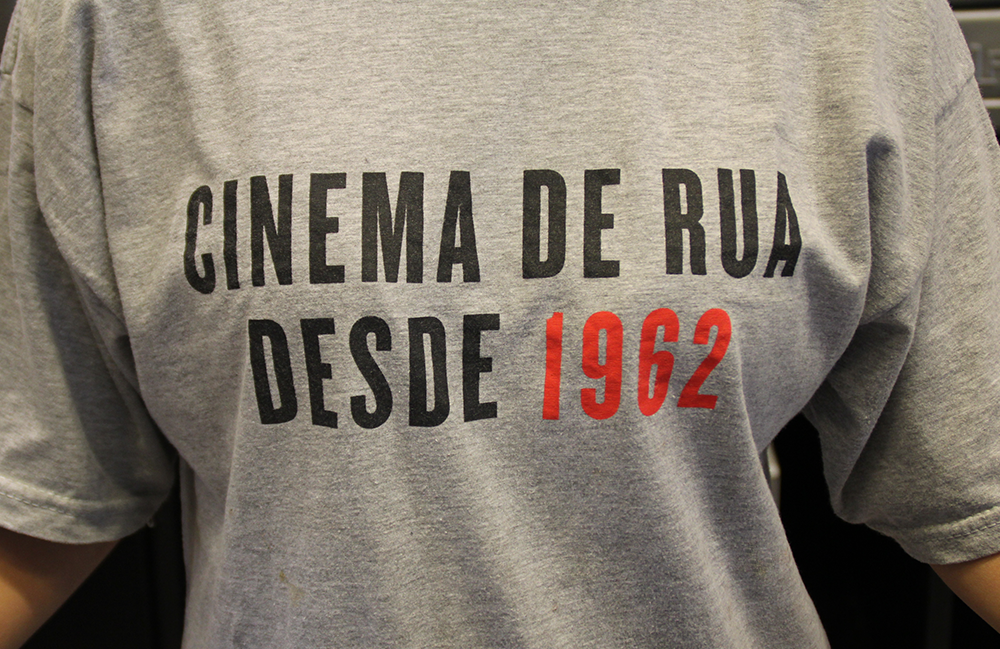 CINEMA DE RUA
DESDE 1962